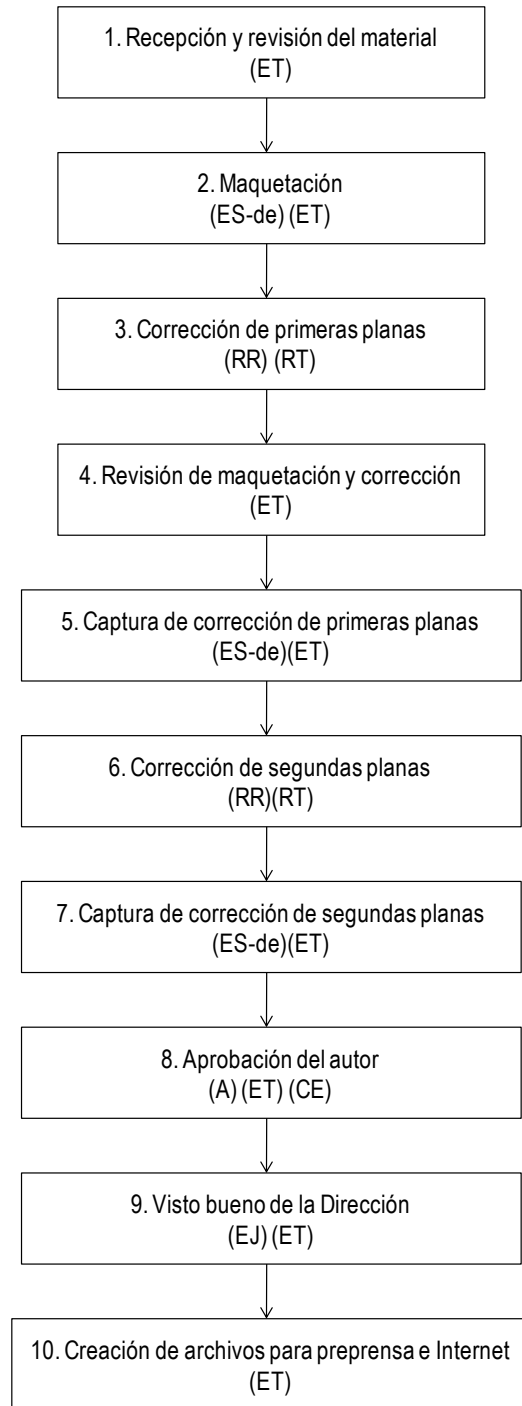 1. Recepción y revisión del material
(ET)
2. Maquetación
(ES-de) (ET)
3. Corrección de primeras planas
(RR) (RT)
4. Revisión de maquetación y corrección
(ET)
5. Captura de corrección de primeras planas
(ES-de)(ET)
6. Corrección de segundas planas
(RR)(RT)
7. Captura de corrección de segundas planas
(ES-de)(ET)
8. Aprobación del autor
(A) (ET) (CE)
9. Visto bueno de la Dirección
(EJ) (ET)
10. Creación de archivos para preprensa e Internet
(ET)